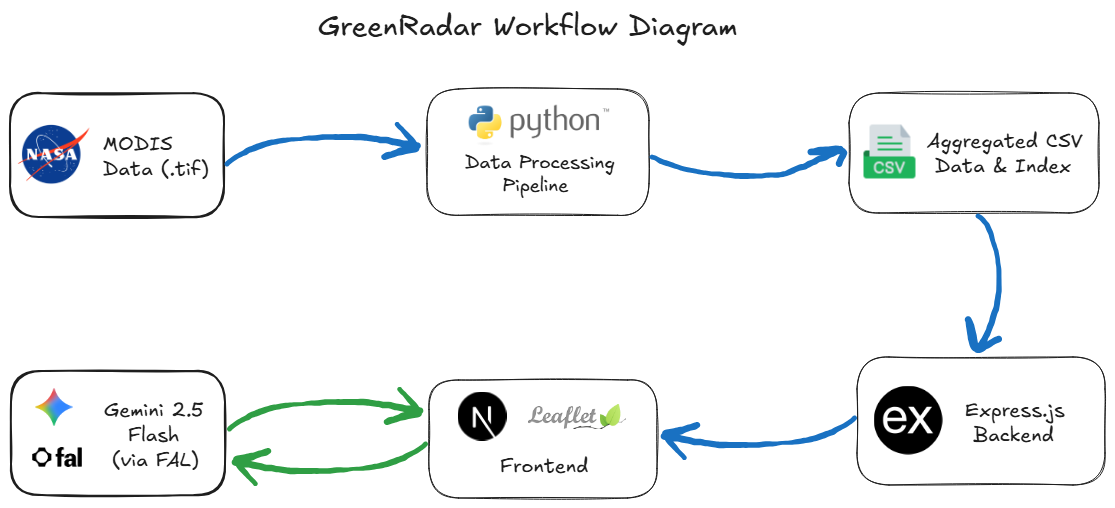 GreenRadar Workflow Diagram
NASA
MODIS
Data (.tif)
python™
Data Processing
Pipeline
CSV
Aggregated CSV
Data & Index
fal
Gemini 2.5
Flash
(via FAL)
N
Leaflet
Frontend
ex
Express.js
Backend